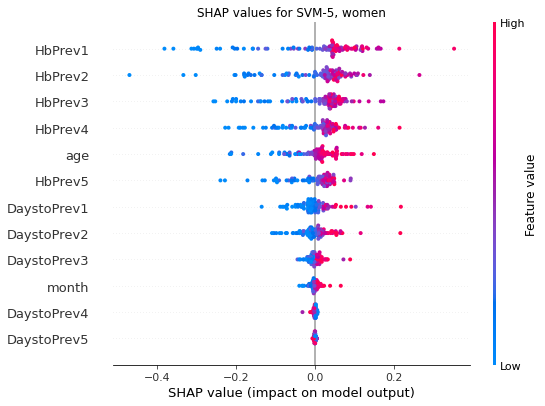 SHAP values for SVM-5, women
High
HbPrev1
HbPrev2
HbPrev3
HbPrev4
age
HbPrev5
DaystoPrev1
DaystoPrev2
DaystoPrev3
month
DaystoPrev4
DaystoPrev5
Feature value
Low
−0.4 −0.2 0.0 0.2
SHAP value (impact on model output)